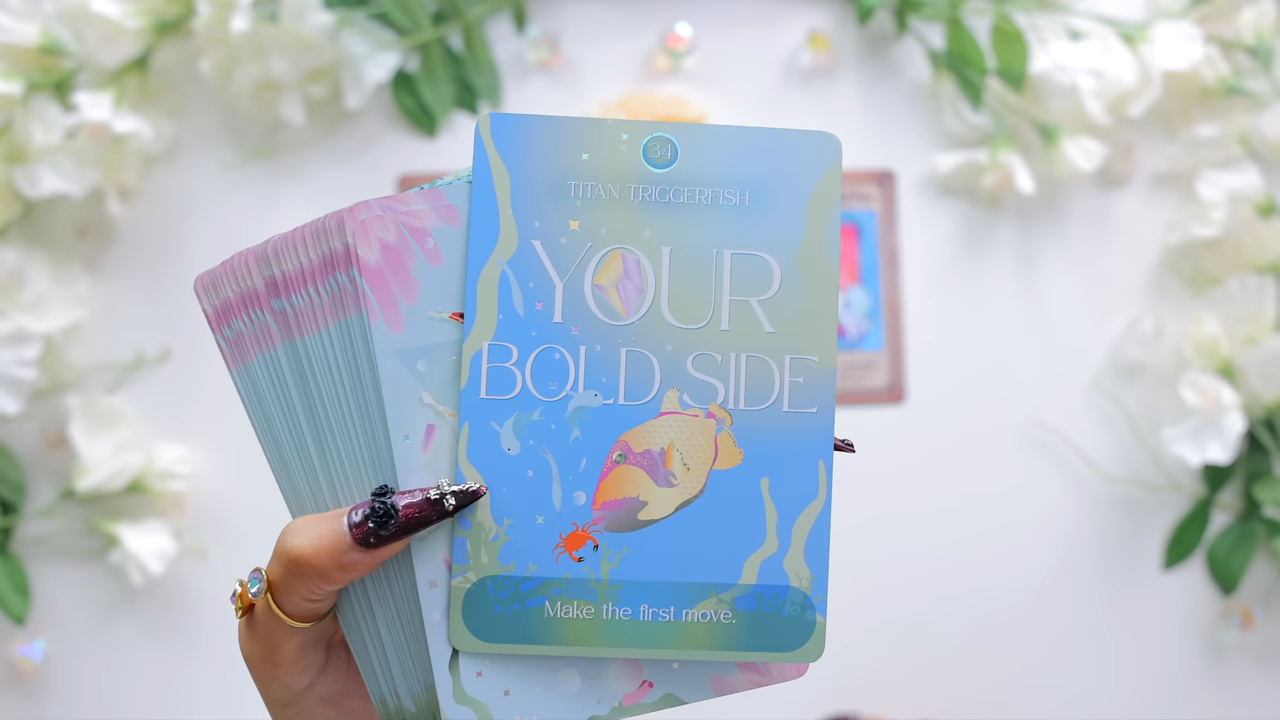 34
TITAN TRIGGERFISH
YOUR
BOLD SIDE
Make the first move.